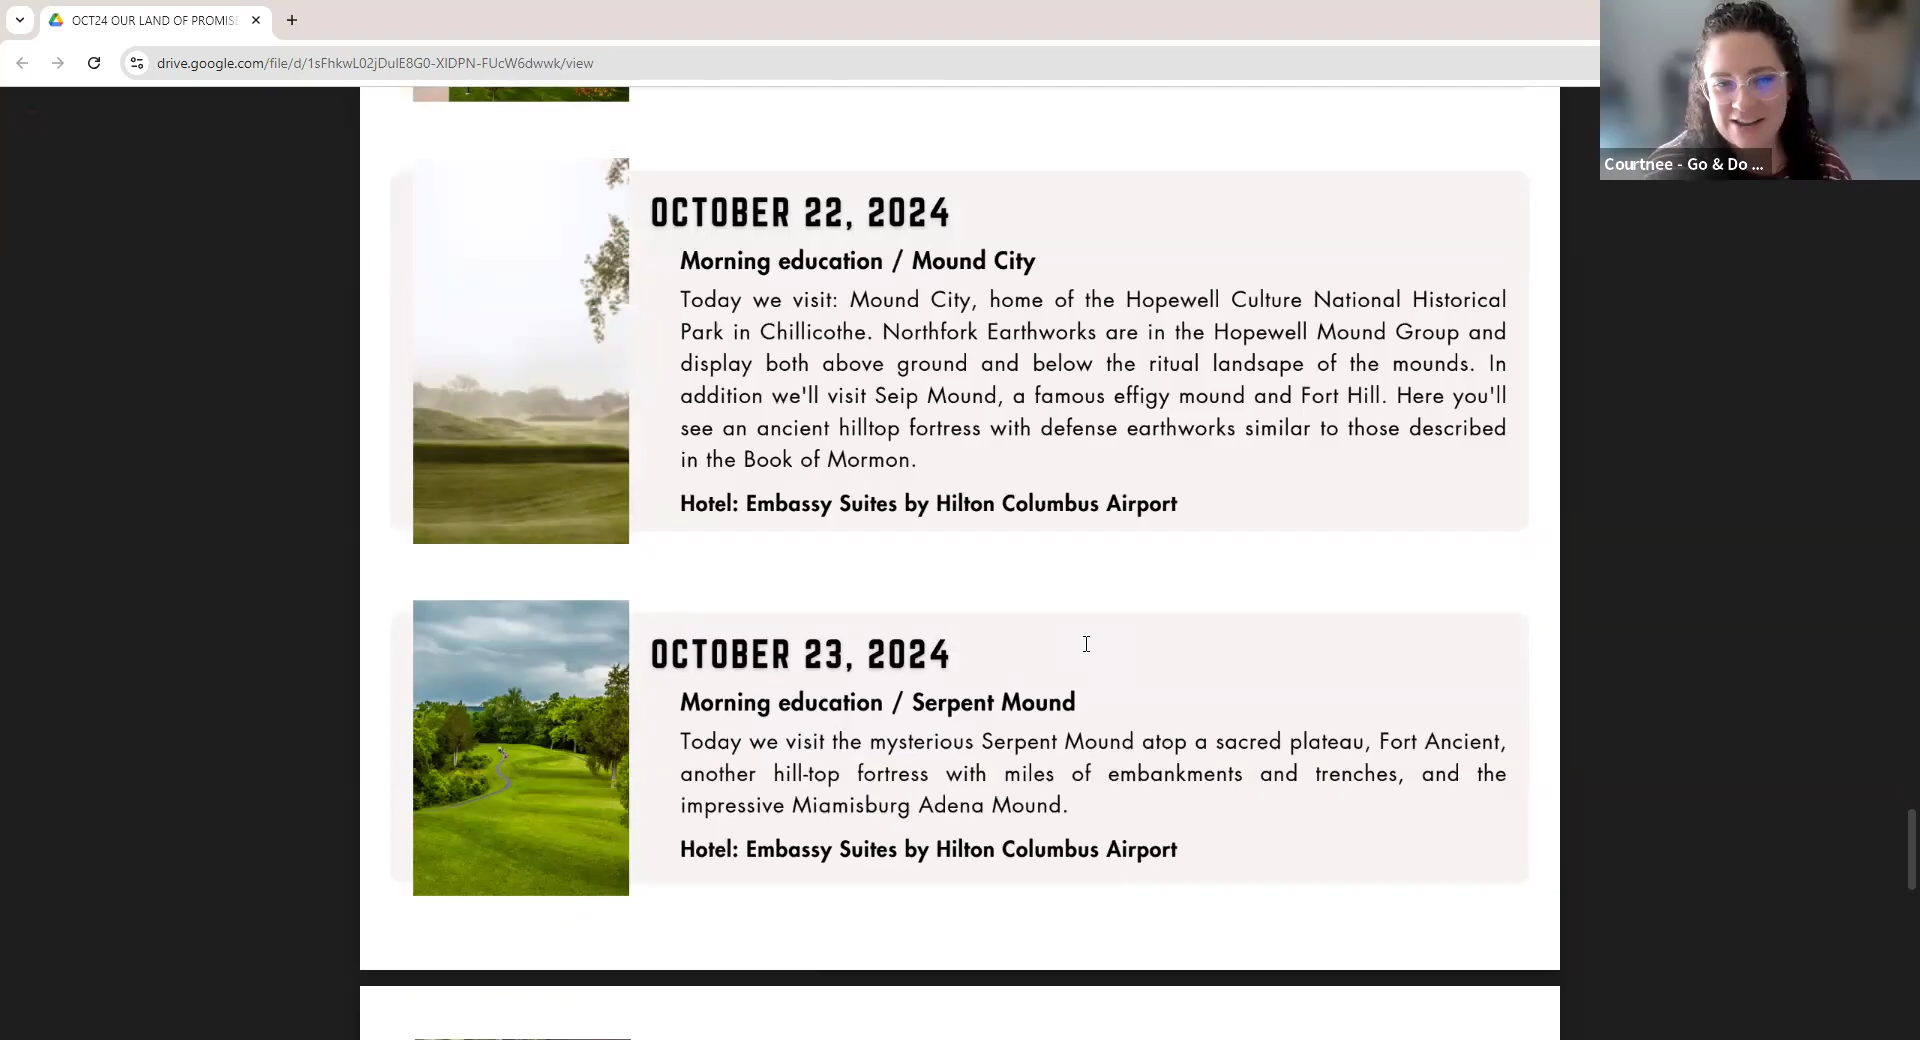 OCT24 OUR LAND OF PROMISE
drive.google.com/file/d/1sFhkwL02jDulE8G0-XlDPN-FUcW6dwwk/view
Courtnee - Go & Do ...
OCTOBER 22, 2024
Morning education / Mound City
Today we visit: Mound City, home of the Hopewell Culture National Historical
Park in Chillicothe. Northfork Earthworks are in the Hopewell Mound Group and
display both above ground and below the ritual landsape of the mounds. In
addition we'll visit Seip Mound, a famous effigy mound and Fort Hill. Here you'll
see an ancient hilltop fortress with defense earthworks similar to those described
in the Book of Mormon.
Hotel: Embassy Suites by Hilton Columbus Airport
OCTOBER 23, 2024
Morning education / Serpent Mound
Today we visit the mysterious Serpent Mound atop a sacred plateau, Fort Ancient,
another hill-top fortress with miles of embankments and trenches, and the
impressive Miamisburg Adena Mound.
Hotel: Embassy Suites by Hilton Columbus Airport